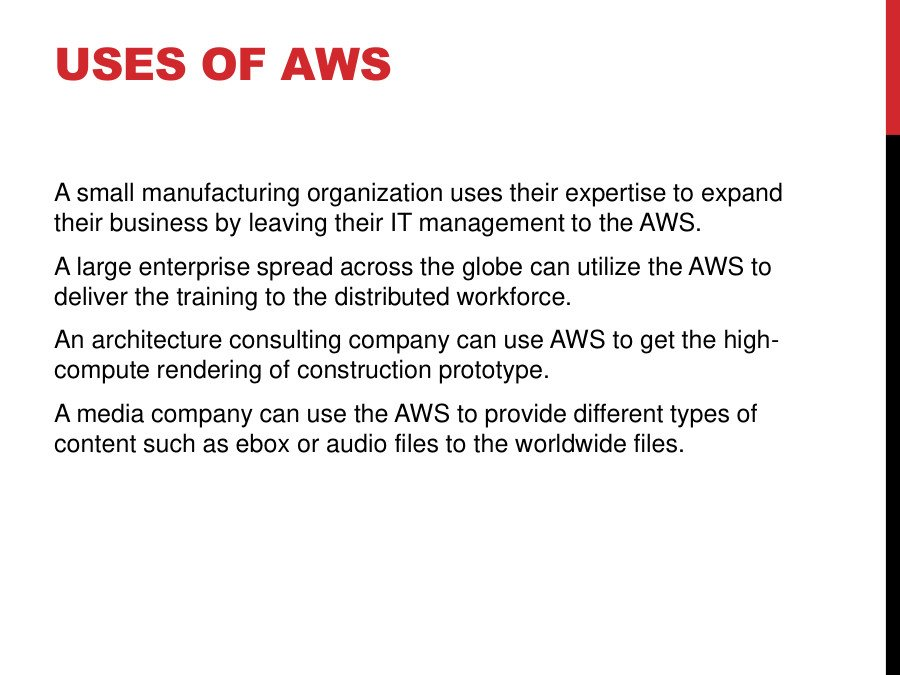 USES OF AWS
A small manufacturing organization uses their expertise to expand
their business by leaving their IT management to the AWS.
A large enterprise spread across the globe can utilize the AWS to
deliver the training to the distributed workforce.
An architecture consulting company can use AWS to get the high-
compute rendering of construction prototype.
A media company can use the AWS to provide different types of
content such as ebox or audio files to the worldwide files.